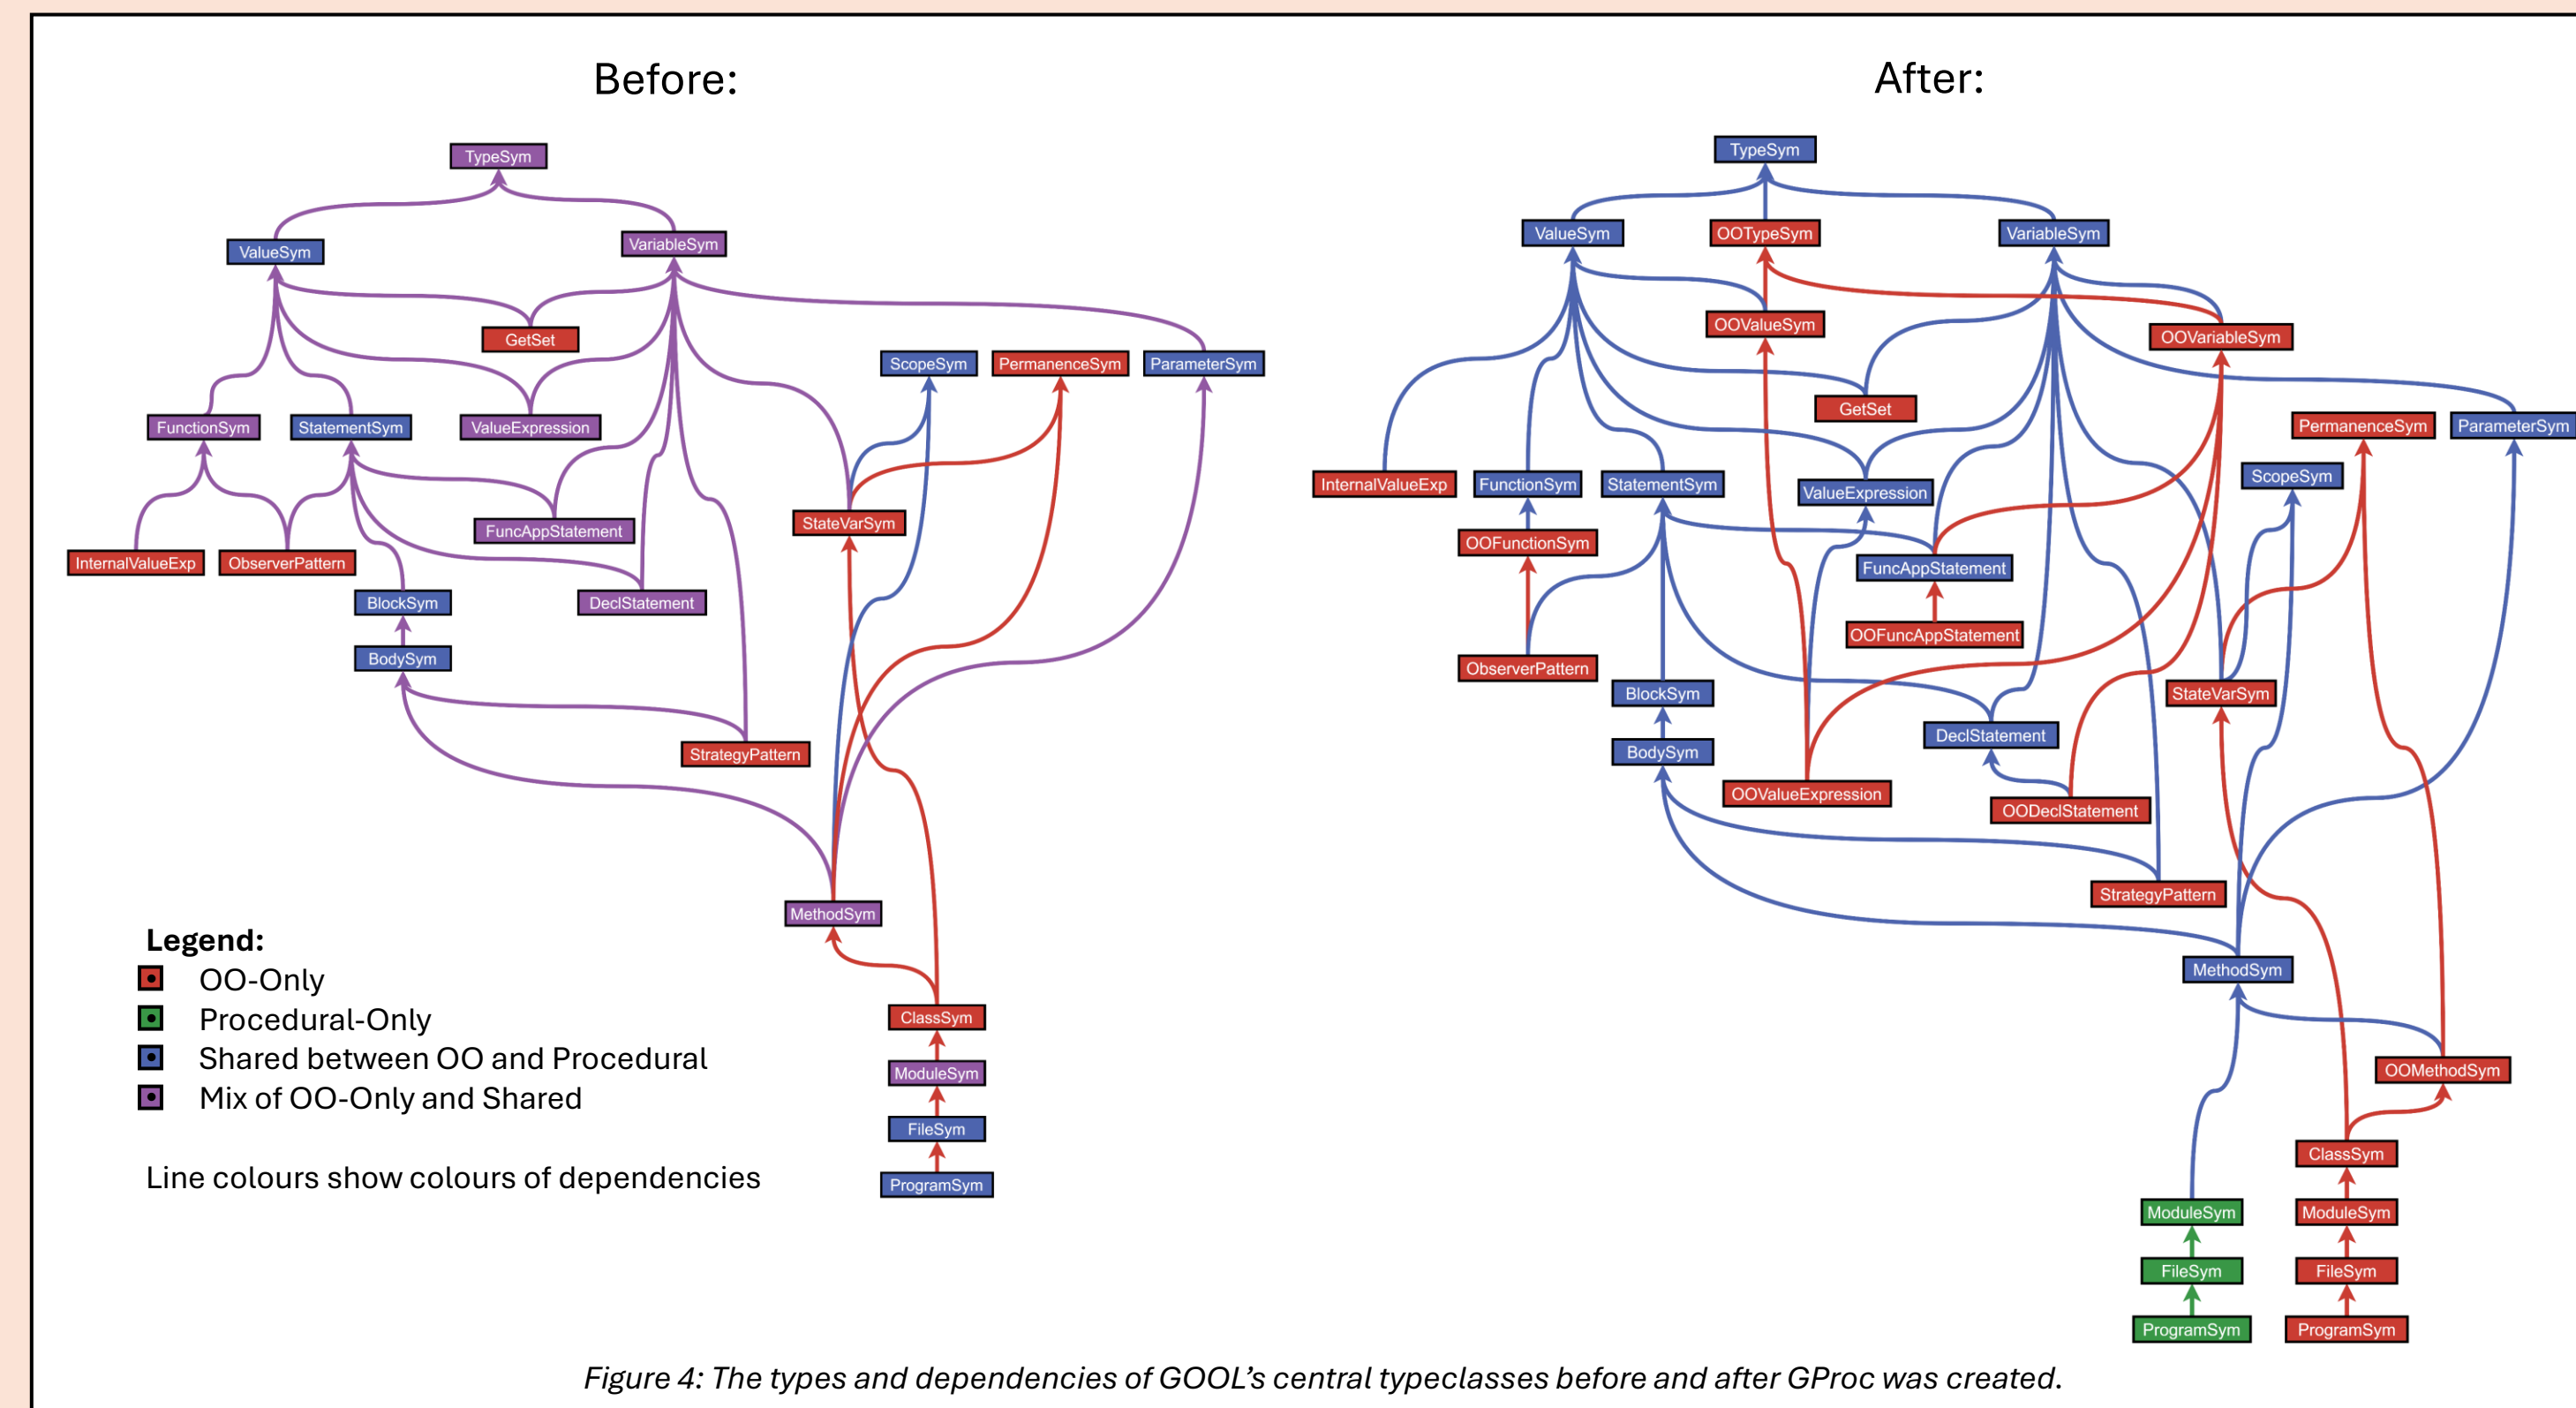 Before:
After:
TypeSym
ValueSym
VariableSym
GetSet
ScopeSym
PermanenceSym
ParameterSym
FunctionSym
StatementSym
ValueExpression
StateVarSym
FuncAppStatement
InternalValueExp
ObserverPattern
BlockSym
DeclStatement
BodySym
StrategyPattern
MethodSym
ClassSym
ModuleSym
FileSym
ProgramSym
Legend:
OO-Only
Procedural-Only
Shared between OO and Procedural
Mix of OO-Only and Shared
Line colours show colours of dependencies
TypeSym
ValueSym
OOTypeSym
VariableSym
OOValueSym
OOVariableSym
GetSet
PermanenceSym
ParameterSym
ScopeSym
InternalValueExp
FunctionSym
StatementSym
ValueExpression
OOFunctionSym
FuncAppStatement
OOFuncAppStatement
ObserverPattern
BlockSym
StateVarSym
DeclStatement
BodySym
OOValueExpression
OODeclStatement
StrategyPattern
MethodSym
OOMethodSym
ClassSym
ModuleSym
ModuleSym
FileSym
FileSym
ProgramSym
ProgramSym
Figure 4: The types and dependencies of GOOL's central typeclasses before and after GProc was created.